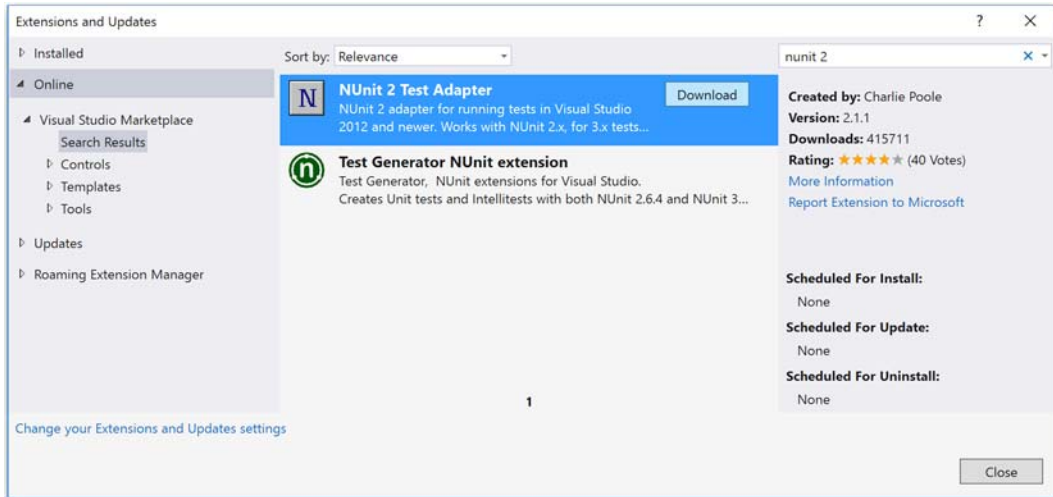 Extensions and Updates
? ×
Installed
Online
Visual Studio Marketplace
Search Results
Controls
Templates
Tools
Updates
Roaming Extension Manager
Sort by: Relevance
N
NUnit 2 Test Adapter
Download
NUnit 2 adapter for running tests in Visual Studio
2012 and newer. Works with NUnit 2.x, for 3.x tests...
n
Test Generator NUnit extension
Test Generator, NUnit extensions for Visual Studio.
Creates Unit tests and Intellitests with both NUnit 2.6.4 and NUnit 3...
1
nunit 2
Created by: Charlie Poole
Version: 2.1.1
Downloads: 415711
Rating: ★★★★★ (40 Votes)
More Information
Report Extension to Microsoft
Scheduled For Install:
None
Scheduled For Update:
None
Scheduled For Uninstall:
None
Change your Extensions and Updates settings
Close